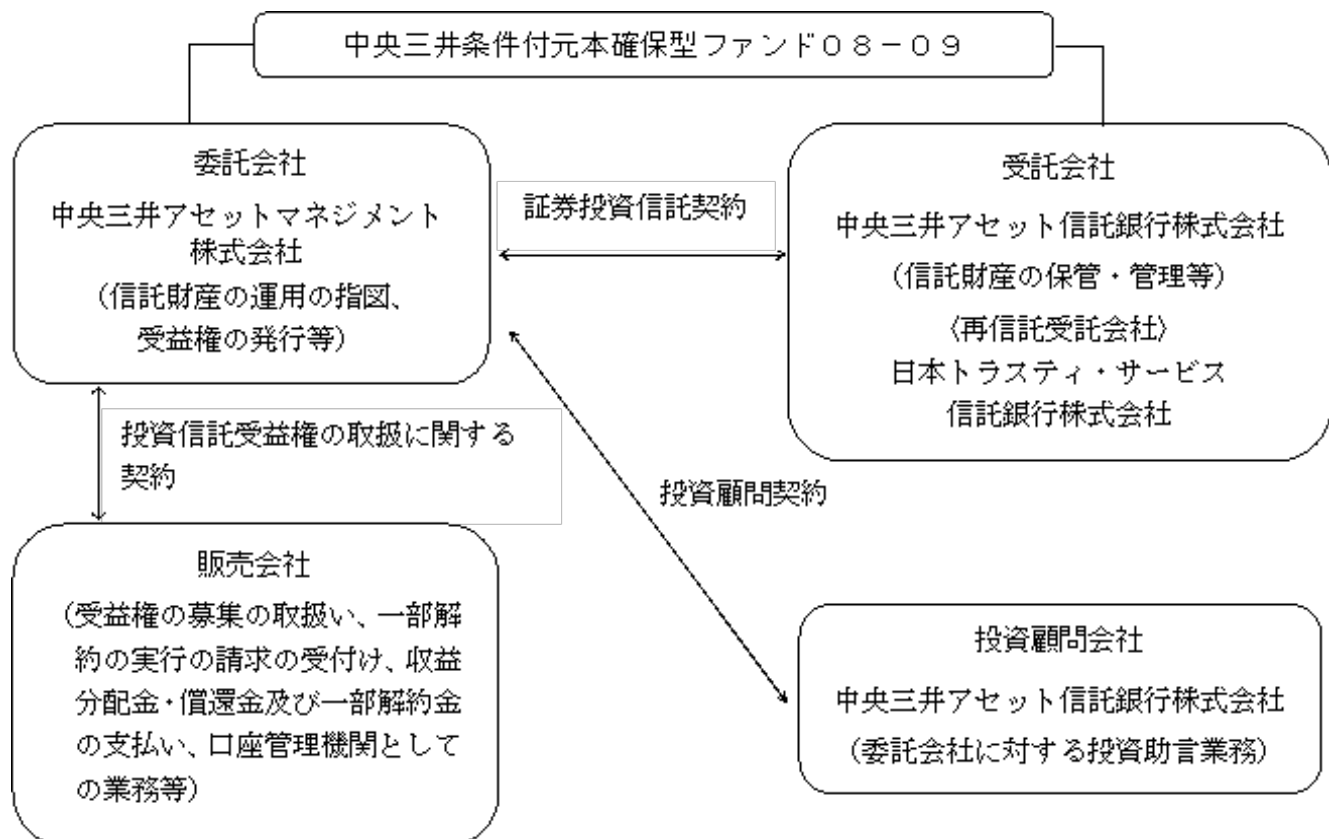 中央三井条件付元本確保型ファンド08-09
委託会社
中央三井アセットマネジメント
株式会社
(信託財産の運用の指図、
受益権の発行等)
証券投資信託契約
受託会社
中央三井アセット信託銀行株式会社
(信託財産の保管・管理等)
〈再信託受託会社〉
日本トラスティ・サービス
信託銀行株式会社
投資信託受益権の取扱に関する
契約
投資顧問契約
販売会社
(受益権の募集の取扱い、一部解
約の実行の請求の受付け、収益
分配金・償還金及び一部解約金
の支払い、口座管理機関として
の業務等)
投資顧問会社
中央三井アセット信託銀行株式会社
(委託会社に対する投資助言業務)